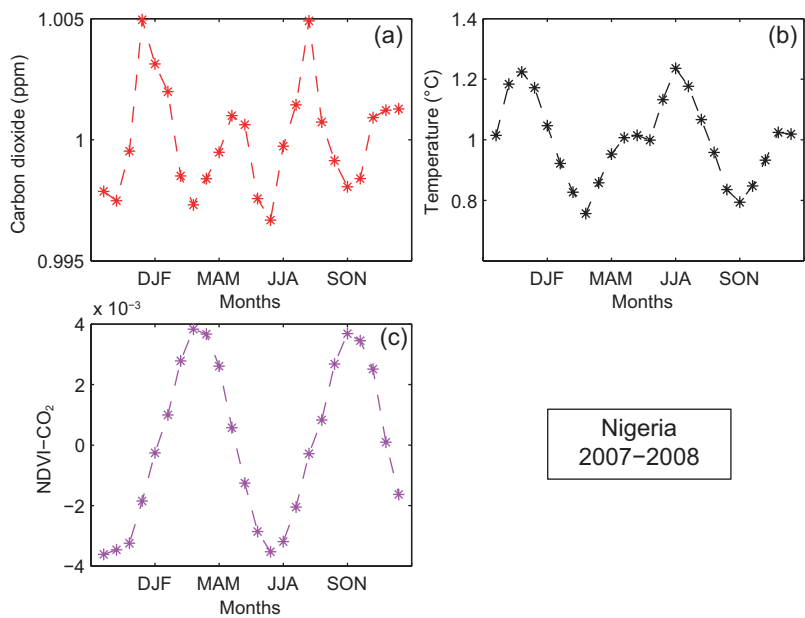 (a)
Carbon dioxide (ppm)
1.005
1
0.995
DJF MAM JJA SON
Months
(b)
Temperature (°C)
1.4
1.2
1
0.8
DJF MAM JJA SON
Months
x 10⁻³
(c)
NDVI−CO₂
4
2
0
−2
−4
DJF MAM JJA SON
Months
Nigeria
2007−2008